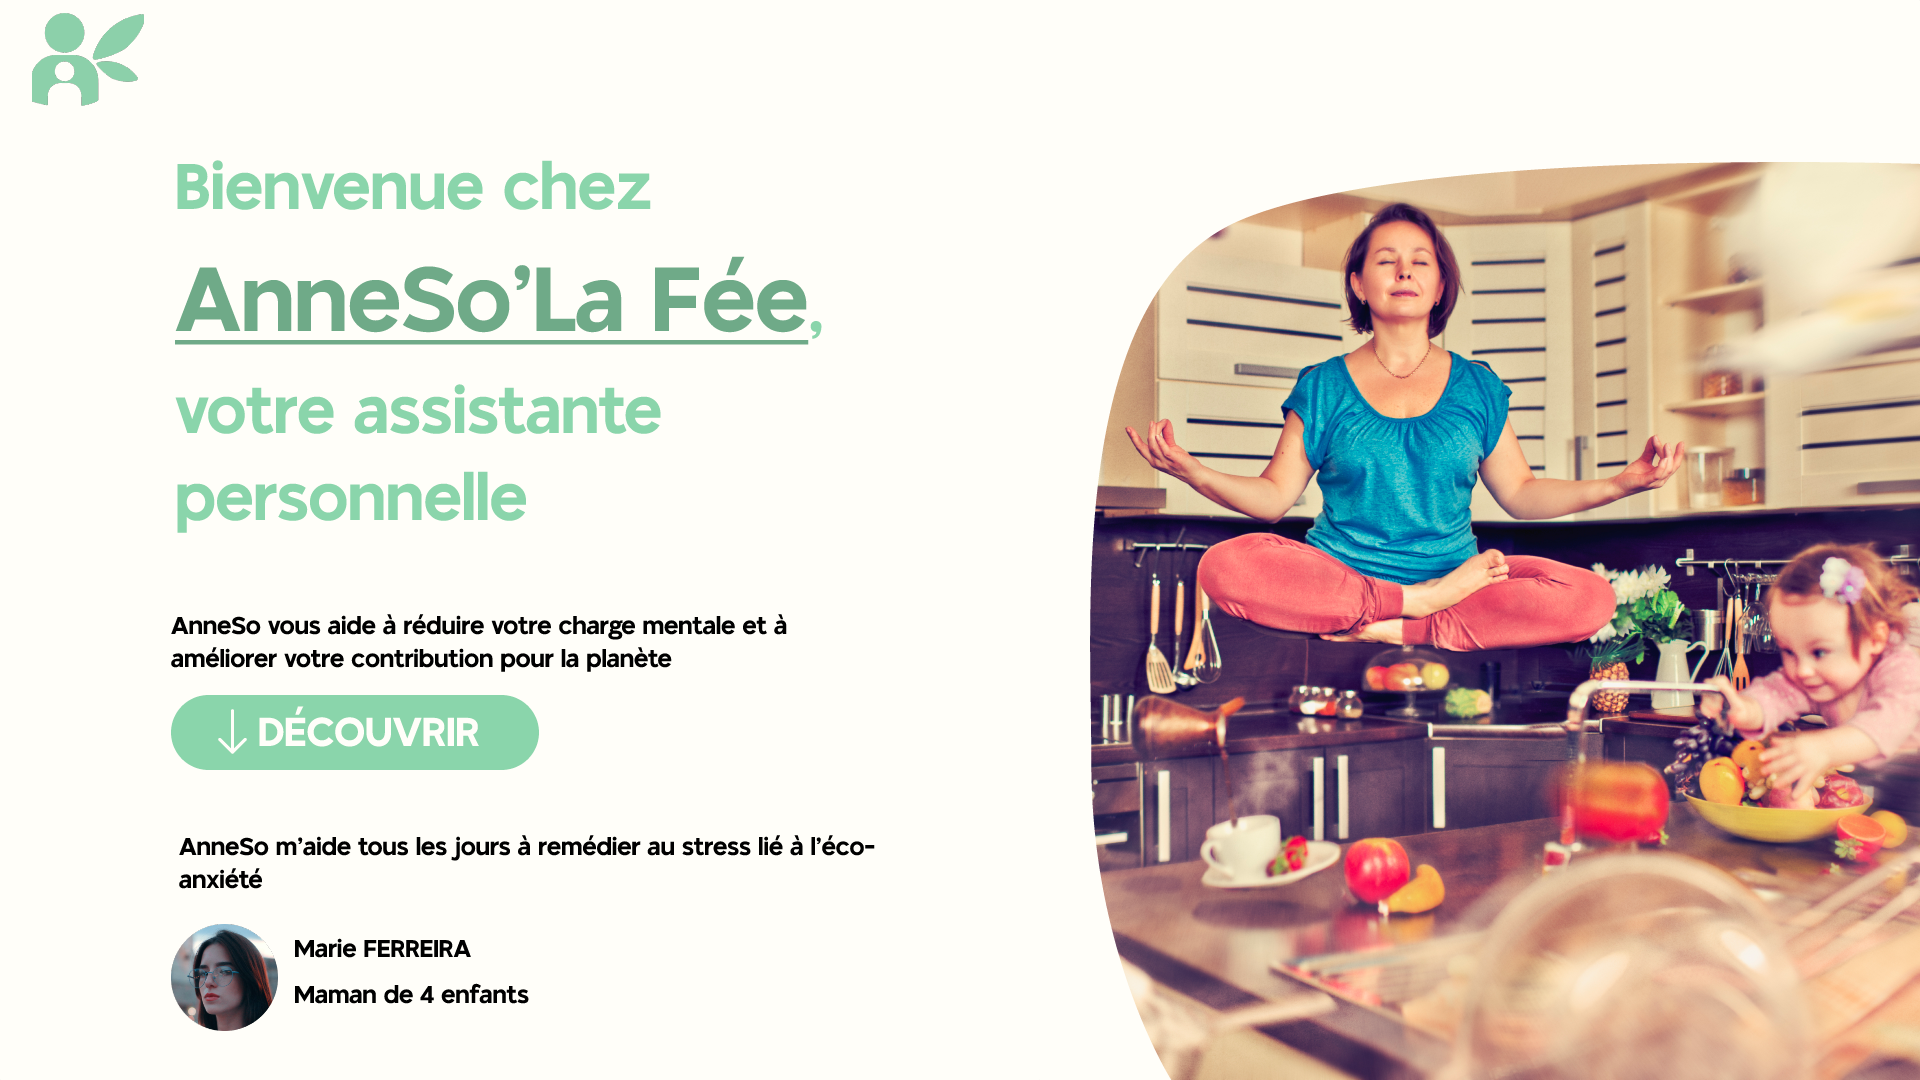 Bienvenue chez
AnneSo’La Fée,
votre assistante
personnelle
AnneSo vous aide à réduire votre charge mentale et à
améliorer votre contribution pour la planète
DÉCOUVRIR
AnneSo m’aide tous les jours à remédier au stress lié à l’éco-
anxiété
Marie FERREIRA
Maman de 4 enfants